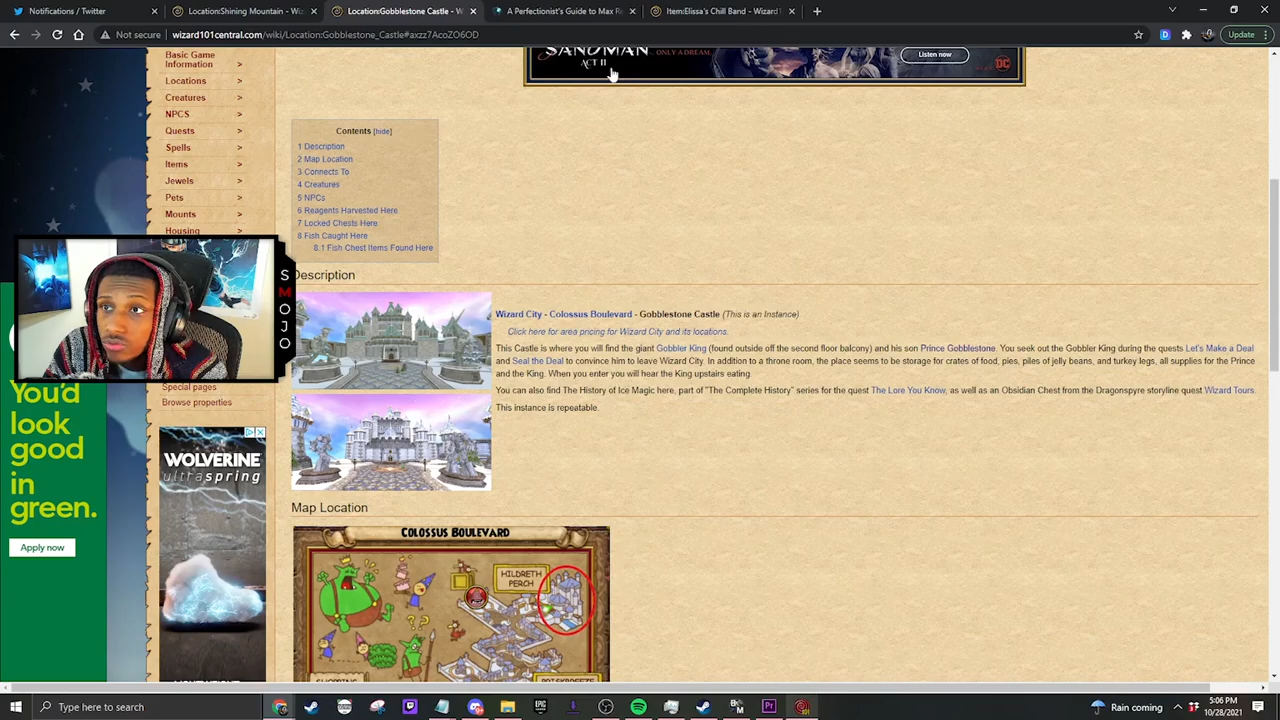 Location:Gobblestone_Castle - W
A Perfectionist's Guide to Max Re
Item:Elissa's Chill Band - Wizard1
Not secure
wizard101central.com/wiki/Location:Gobblestone_Castle#axzz7AcoZO6OD
Update
SANDMAN ONLY A DREAM.
ACT II
Listen now
DC
Basic Game
Information >
Locations >
Creatures >
NPCS >
Quests >
Spells >
Items >
Jewels >
Pets >
Mounts >
Housing >
Contents [hide]
1 Description
2 Map Location
3 Connects To
4 Creatures
5 NPCs
6 Reagents Harvested Here
7 Locked Chests Here
8 Fish Caught Here
8.1 Fish Chest Items Found Here
SMOJO
Description
Wizard City - Colossus Boulevard - Gobblestone Castle (This is an Instance)
Click here for area pricing for Wizard City and its locations.
This Castle is where you will find the giant Gobbler King (found outside off the second floor balcony) and his son Prince Gobblestone. You seek out the Gobbler King during the quests Let's Make a Deal
and Seal the Deal to convince him to leave Wizard City. In addition to a throne room, the place seems to be storage for crates of food, pies, piles of jelly beans, and turkey legs, all supplies for the Prince
and the King. When you enter you will hear the King upstairs eating.
You can also find The History of Ice Magic here, part of "The Complete History" series for the quest The Lore You Know, as well as an Obsidian Chest from the Dragonspyre storyline quest Wizard Tours.
This instance is repeatable.
Special pages
Browse properties
You'd
look
good
in
green.
Apply now
WOLVERINE
ultraspring
Map Location
COLOSSUS BOULEVARD
HILDRETH
PERCH
Type here to search
Raining coming
5:06 PM
10/28/2021